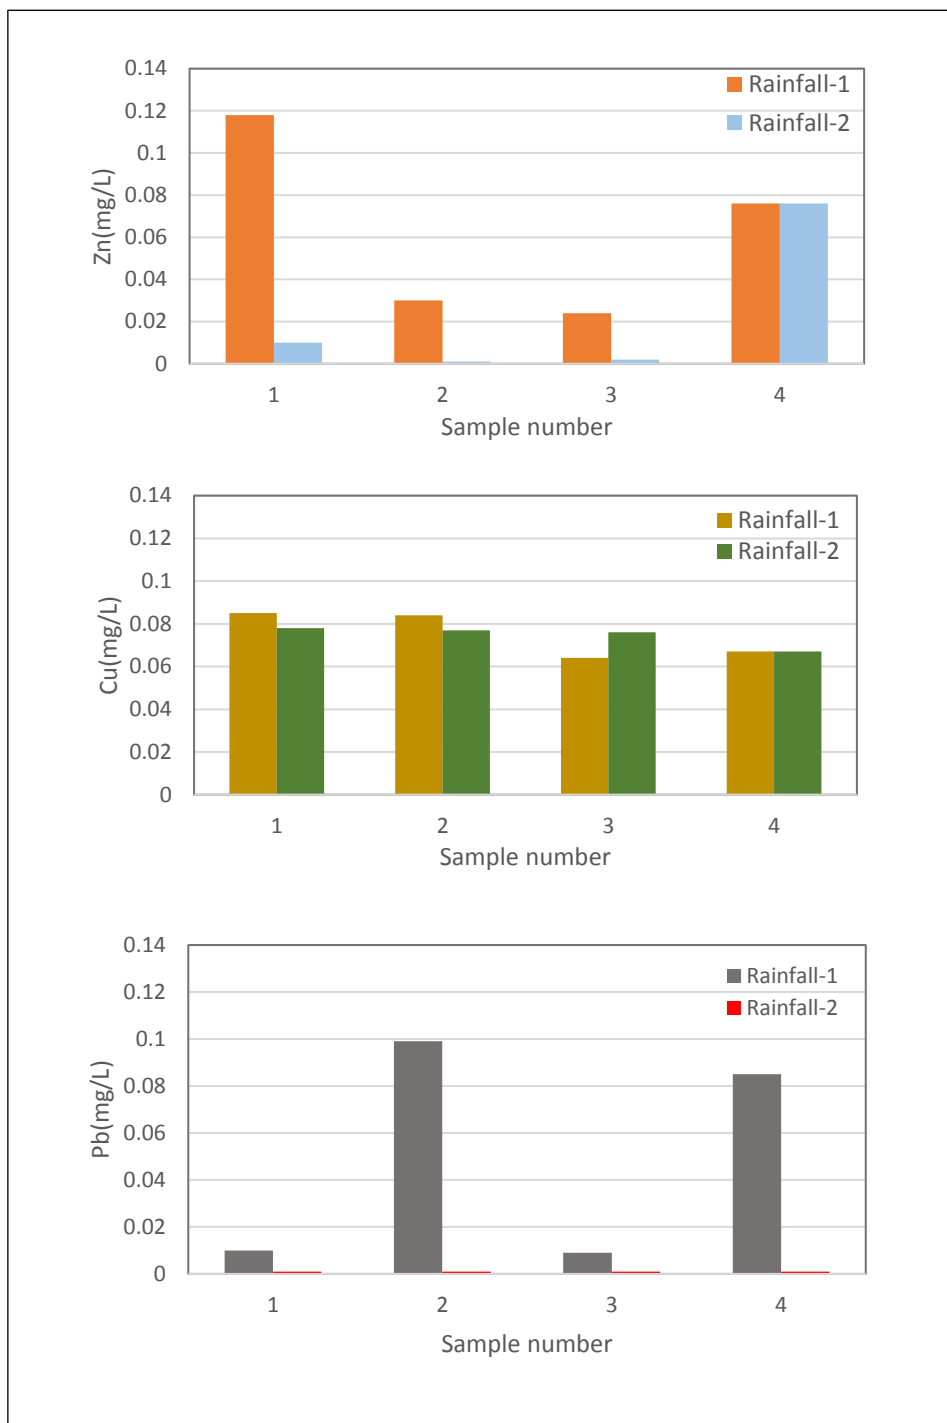 0.14
0.12
0.1
0.08
0.06
0.04
0.02
0
Zn(mg/L)
Rainfall-1
Rainfall-2
1 2 3 4
Sample number
0.14
0.12
0.1
0.08
0.06
0.04
0.02
0
Cu(mg/L)
Rainfall-1
Rainfall-2
1 2 3 4
Sample number
0.14
0.12
0.1
0.08
0.06
0.04
0.02
0
Pb(mg/L)
Rainfall-1
Rainfall-2
1 2 3 4
Sample number